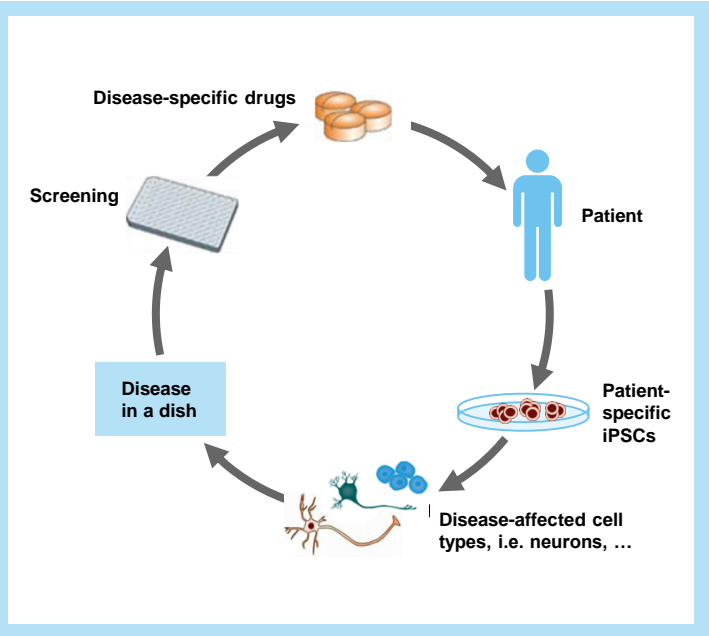 Disease-specific drugs
Screening
Patient
Disease
in a dish
Patient-
specific
iPSCs
Disease-affected cell
types, i.e. neurons, …